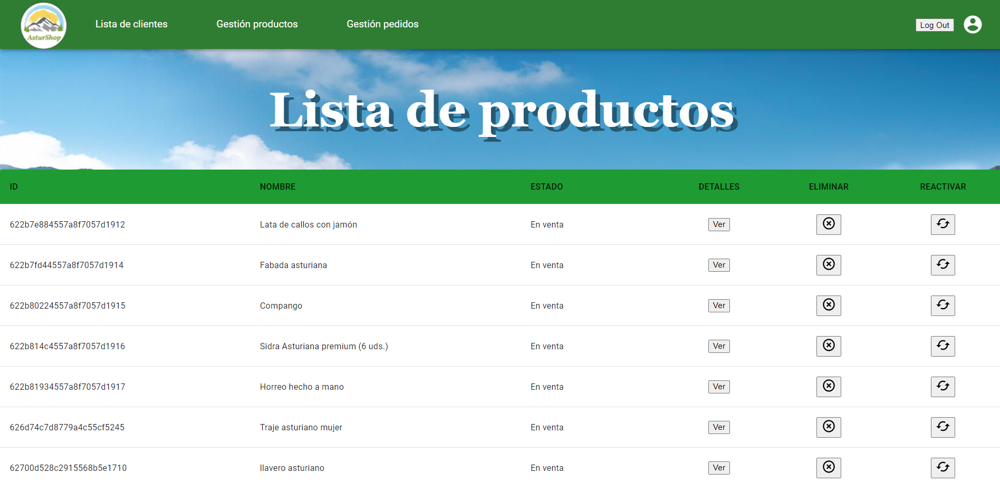 AsturShop
Lista de clientes Gestión productos Gestión pedidos Log Out
Lista de productos
ID NOMBRE ESTADO DETALLES ELIMINAR REACTIVAR
622b7e884557a8f7057d1912 Lata de callos con jamón En venta Ver
622b7fd44557a8f7057d1914 Fabada asturiana En venta Ver
622b80224557a8f7057d1915 Compango En venta Ver
622b814c4557a8f7057d1916 Sidra Asturiana premium (6 uds.) En venta Ver
622b81934557a8f7057d1917 Horreo hecho a mano En venta Ver
626d74c7d8779a4c55cf5245 Traje asturiano mujer En venta Ver
62700d528c2915568b5e1710 llavero asturiano En venta Ver